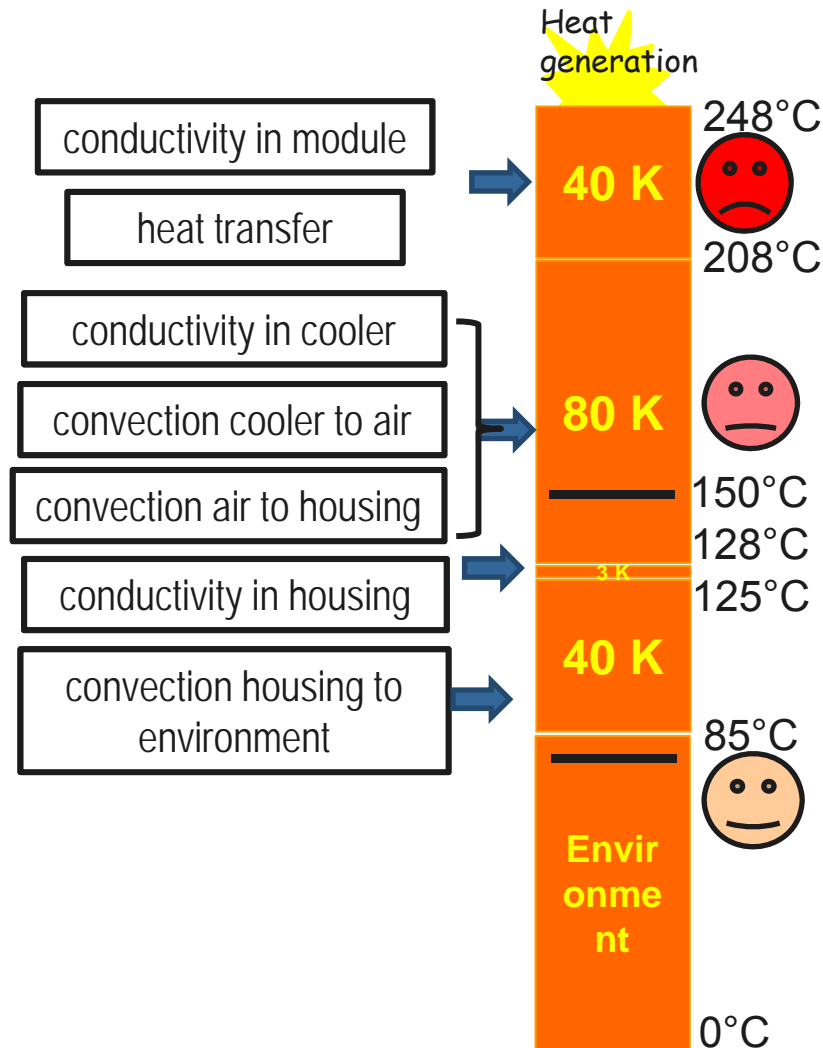 Heat
generation
248°C
conductivity in module
40 K
heat transfer
208°C
conductivity in cooler
convection cooler to air
80 K
convection air to housing
150°C
128°C
3 K
conductivity in housing
125°C
convection housing to
environment
40 K
85°C
Envir
onme
nt
0°C